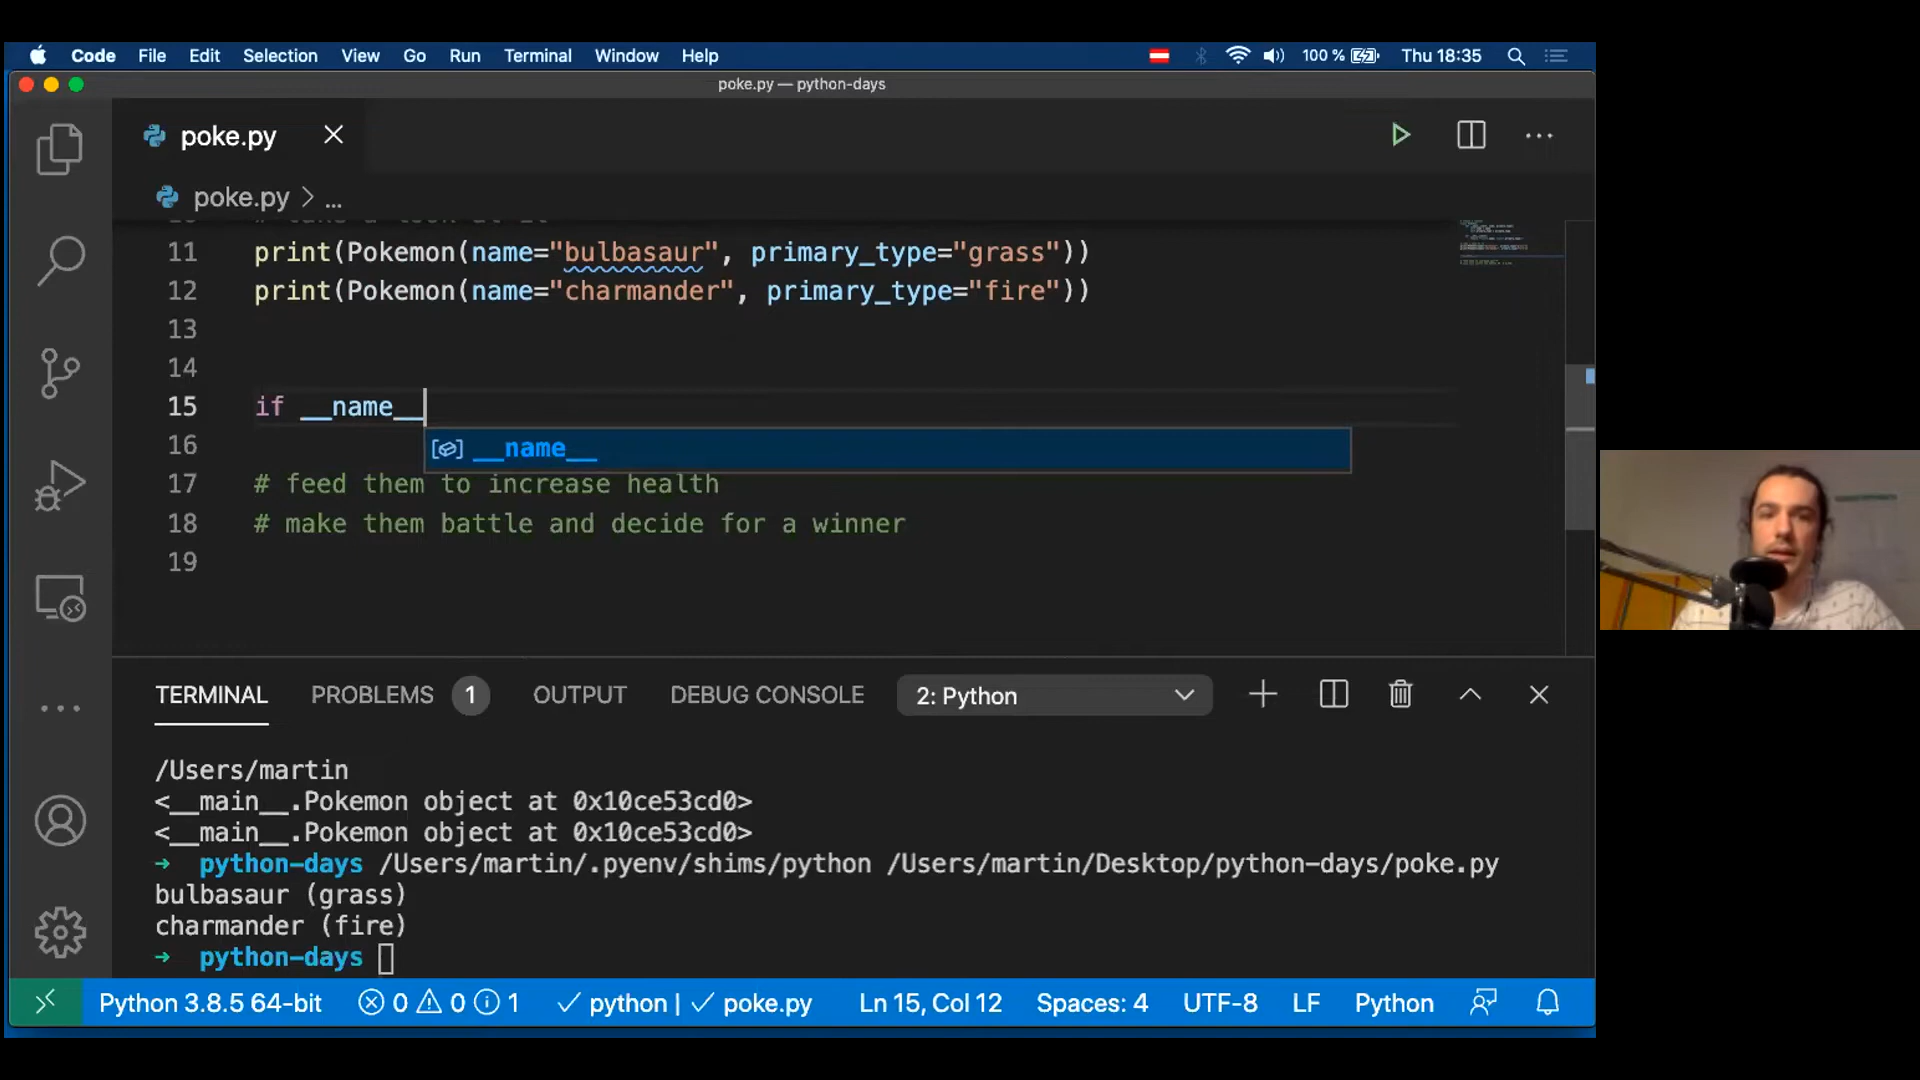 Code File Edit Selection View Go Run Terminal Window Help 100 % Thu 18:35
poke.py — python-days
poke.py
poke.py > ...
11 print(Pokemon(name="bulbasaur", primary_type="grass"))
12 print(Pokemon(name="charmander", primary_type="fire"))
13
14
15 if __name__
16
__name__
17 # feed them to increase health
18 # make them battle and decide for a winner
19
TERMINAL PROBLEMS 1 OUTPUT DEBUG CONSOLE 2: Python
/Users/martin
<__main__.Pokemon object at 0x10ce53cd0>
<__main__.Pokemon object at 0x10ce53cd0>
→ python-days /Users/martin/.pyenv/shims/python /Users/martin/Desktop/python-days/poke.py
bulbasaur (grass)
charmander (fire)
→ python-days
Python 3.8.5 64-bit 0 0 1 ✓ python | ✓ poke.py Ln 15, Col 12 Spaces: 4 UTF-8 LF Python